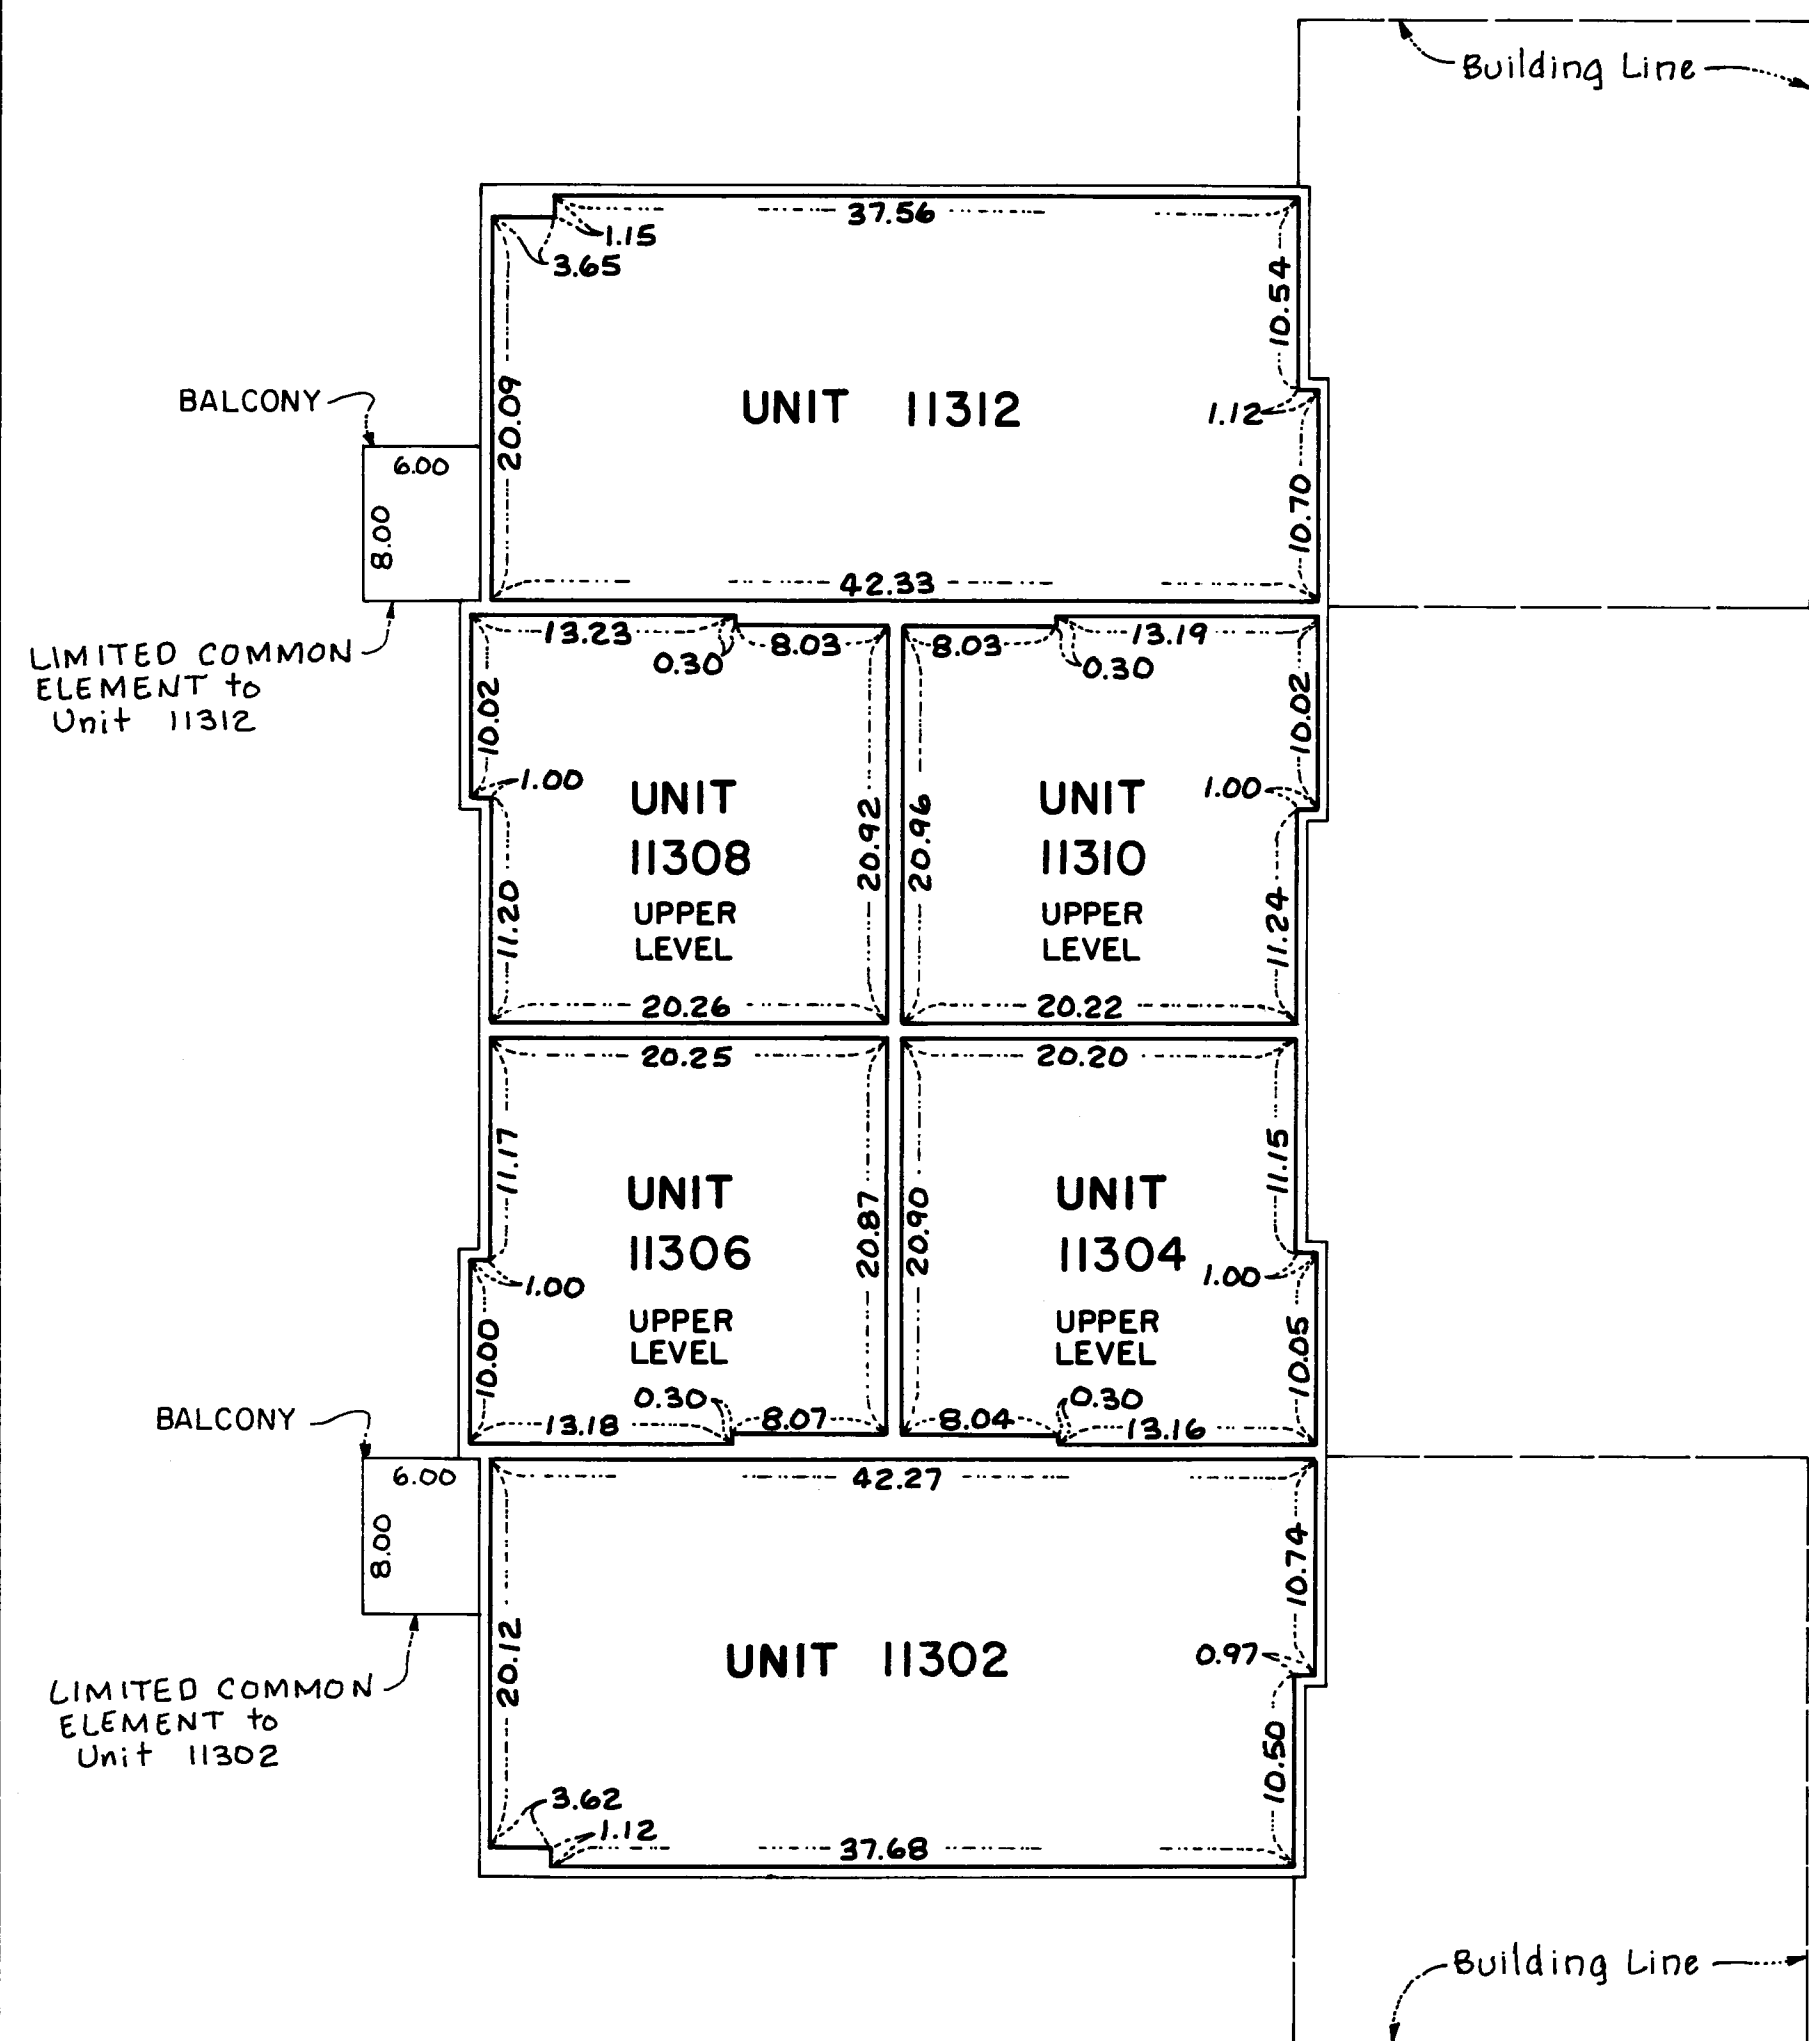 Building Line
37.56
1.15
3.65
10.54
20.09
UNIT 11312
1.12
BALCONY
6.00
8.00
10.70
42.33
LIMITED COMMON
ELEMENT to
Unit 11312
13.23
0.30
8.03
8.03
0.30
13.19
10.02
10.02
1.00
1.00
UNIT
11308
UPPER
LEVEL
20.92
20.96
UNIT
11310
UPPER
LEVEL
11.20
11.24
20.26
20.22
20.25
20.20
11.17
11.15
UNIT
11306
UPPER
LEVEL
20.87
20.90
UNIT
11304
UPPER
LEVEL
1.00
1.00
10.00
10.05
0.30
0.30
13.18
8.07
8.04
13.16
BALCONY
6.00
8.00
42.27
10.74
20.12
UNIT 11302
0.97
LIMITED COMMON
ELEMENT to
Unit 11302
10.50
3.62
1.12
37.68
Building Line